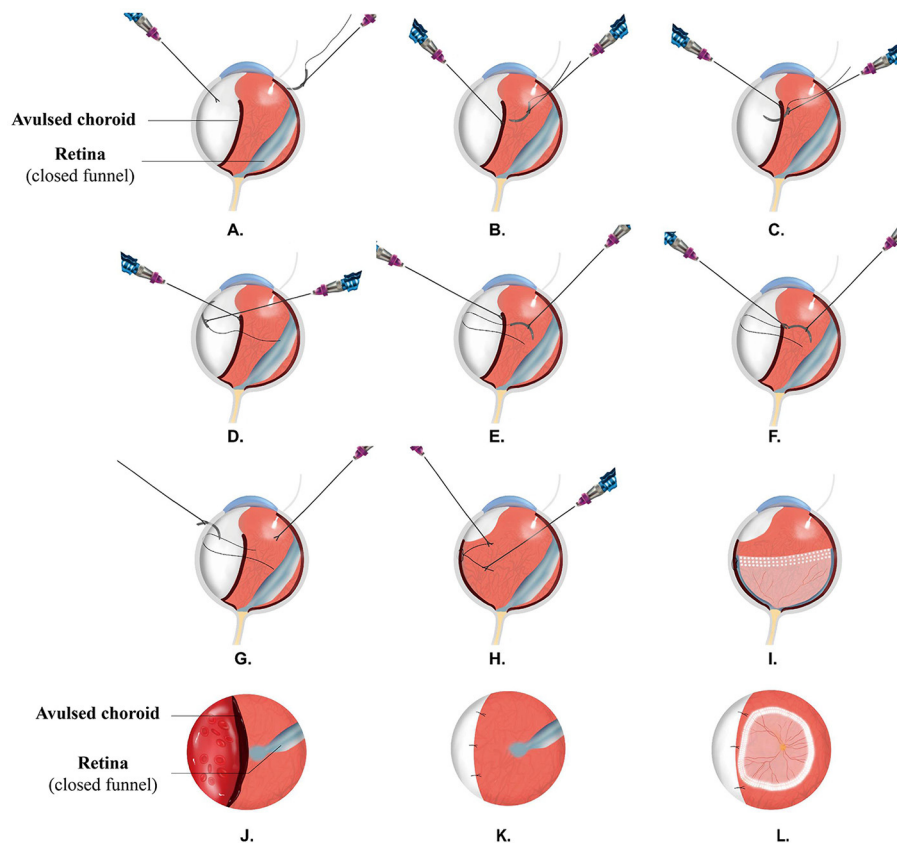 Avulsed choroid
Retina
(closed funnel)
A.
B.
C.
D.
E.
F.
G.
H.
I.
Avulsed choroid
Retina
(closed funnel)
J.
K.
L.